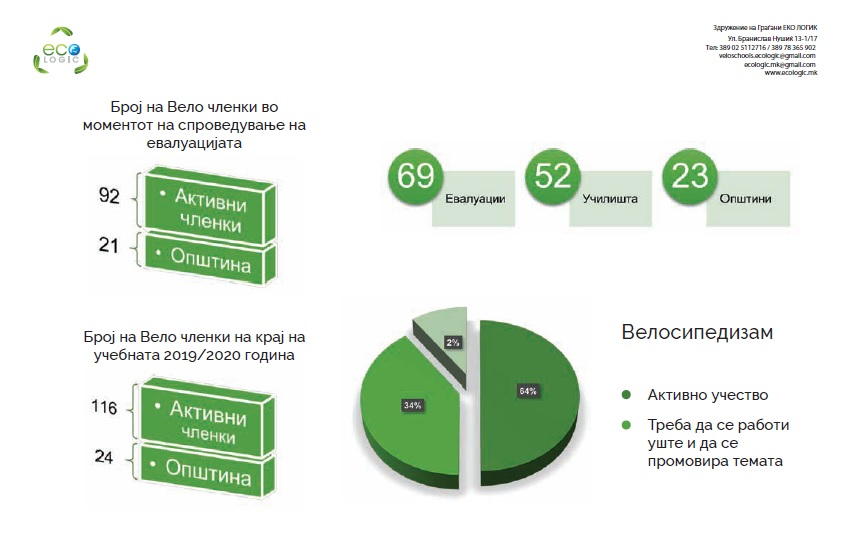 eco
LOGIC
Здружение на Граѓани ЕКО ЛОГИК
Ул. Бранислав Нушиќ 13-1/17
Тел: 389 02 5112716 / 389 78 365 902
veloschools.ecologic@gmail.com
ecologic.mk@gmail.com
www.ecologic.mk
Број на Вело членки во
моментот на спроведување на
евалуацијата
92
• Активни
членки
21
• Општина
69
Евалуации
52
Училишта
23
Општини
Број на Вело членки на крај на
учебната 2019/2020 година
116
• Активни
членки
24
• Општина
2%
34%
64%
Велосипедизам
Активно учество
Треба да се работи
уште и да се
промовира темата